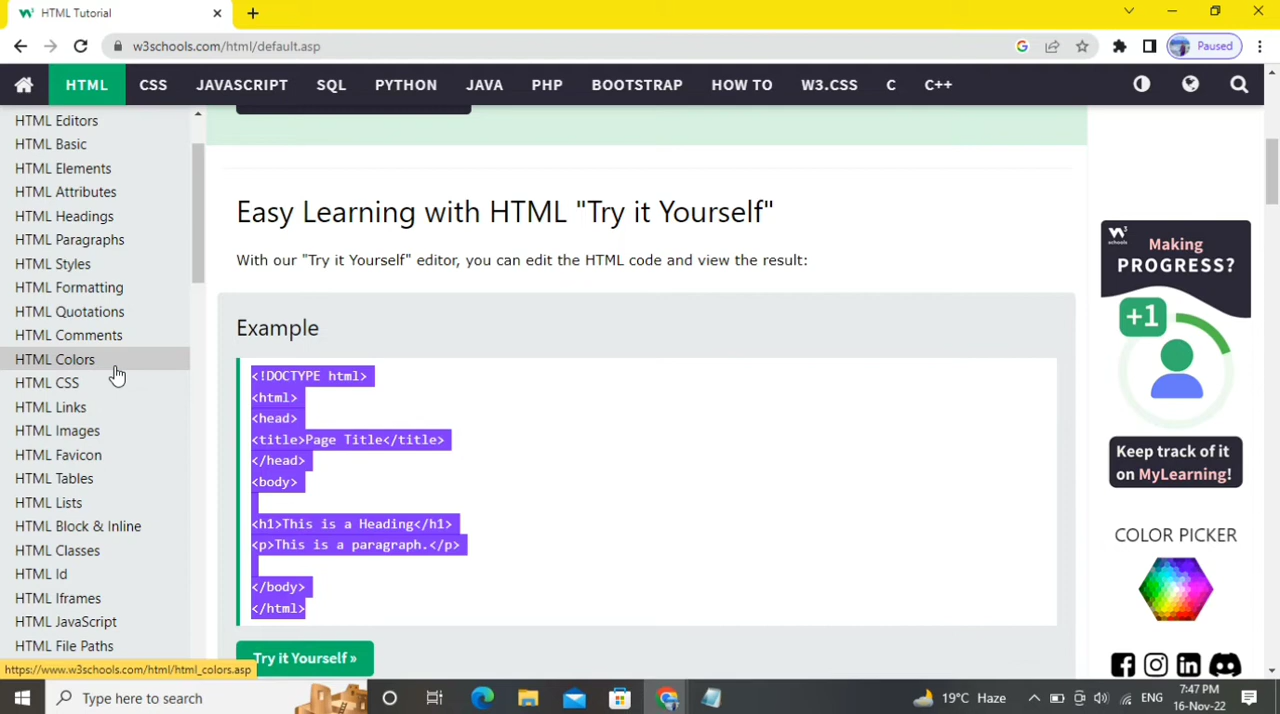 HTML Tutorial
w3schools.com/html/default.asp
Paused
HTML
CSS
JAVASCRIPT
SQL
PYTHON
JAVA
PHP
BOOTSTRAP
HOW TO
W3.CSS
C
C++
HTML Editors
HTML Basic
HTML Elements
HTML Attributes
HTML Headings
HTML Paragraphs
HTML Styles
HTML Formatting
HTML Quotations
HTML Comments
HTML Colors
HTML CSS
HTML Links
HTML Images
HTML Favicon
HTML Tables
HTML Lists
HTML Block & Inline
HTML Classes
HTML Id
HTML Iframes
HTML JavaScript
HTML File Paths
https://www.w3schools.com/html/html_colors.asp
Easy Learning with HTML "Try it Yourself"
With our "Try it Yourself" editor, you can edit the HTML code and view the result:
Example
<!DOCTYPE html>
<html>
<head>
<title>Page Title</title>
</head>
<body>
<h1>This is a Heading</h1>
<p>This is a paragraph.</p>
</body>
</html>
Try it Yourself »
W3 schools
Making
PROGRESS?
+1
Keep track of it
on MyLearning!
COLOR PICKER
Type here to search
19°C Haze
ENG
7:47 PM
16-Nov-22